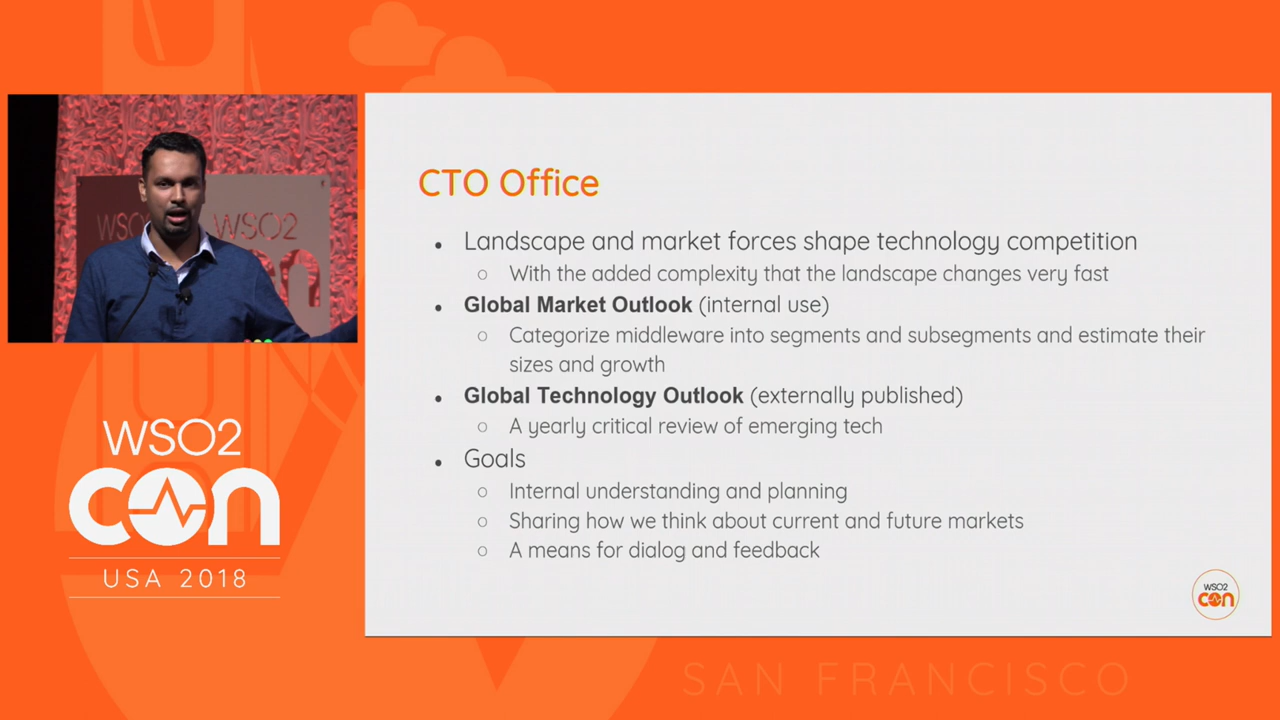 CTO Office
• Landscape and market forces shape technology competition
○ With the added complexity that the landscape changes very fast
• Global Market Outlook (internal use)
○ Categorize middleware into segments and subsegments and estimate their
sizes and growth
• Global Technology Outlook (externally published)
○ A yearly critical review of emerging tech
• Goals
○ Internal understanding and planning
○ Sharing how we think about current and future markets
○ A means for dialog and feedback
WSO2
con
WSO2
WSO2
con
USA 2018
SAN FRANCISCO